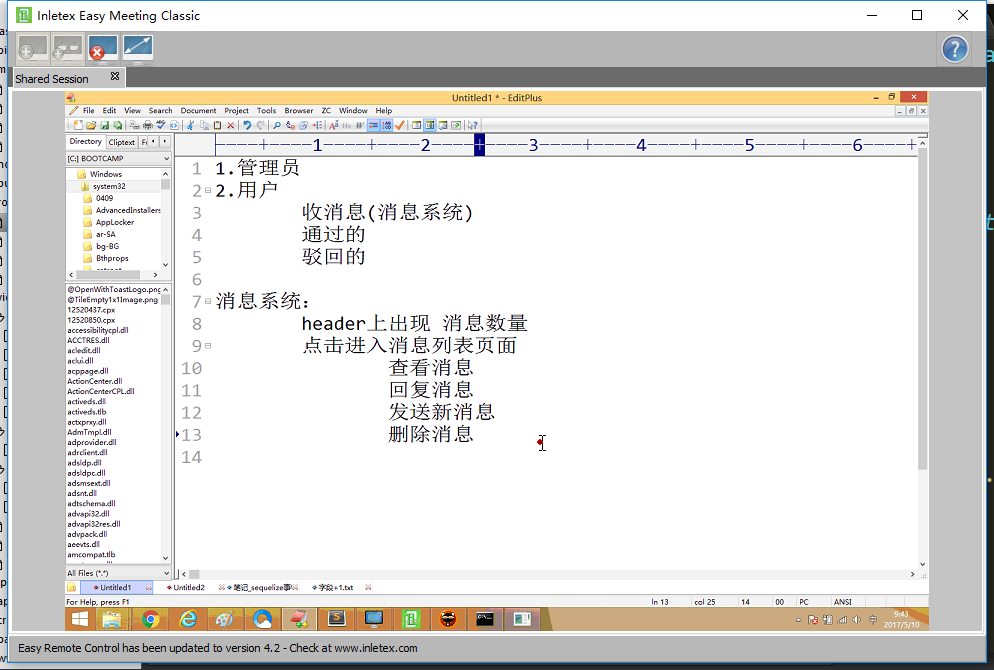 Inletex Easy Meeting Classic
Shared Session
Untitled1 * - EditPlus
File Edit View Search Document Project Tools Browser ZC Window Help
Directory Cliptext
[C:] BOOTCAMP
Windows
system32
0409
AdvancedInstallers
AppLocker
ar-SA
bg-BG
Bthprops
@OpenWithToastLogo.png
@TileEmpty1x1Image.png
12520437.cpx
12520850.cpx
accessibilitycpl.dll
ACCTRES.dll
acledit.dll
aclui.dll
acppage.dll
ActionCenter.dll
ActionCenterCPL.dll
activeds.dll
activeds.tlb
actxprxy.dll
AdmTmpl.dll
adprovider.dll
adrclient.dll
adsldp.dll
adsldpc.dll
adsmsext.dll
adsnt.dll
adtschema.dll
advapi32.dll
advapi32res.dll
advpack.dll
aeevts.dll
amcompat.tlb
All Files (*.*)
1 2 3 4 5 6
1 1.管理员
2 2.用户
3 收消息(消息系统)
4 通过的
5 驳回的
6
7 消息系统:
8 header上出现 消息数量
9 点击进入消息列表页面
10 查看消息
11 回复消息
12 发送新消息
13 删除消息
14
Untitled1 Untitled2 笔记_sequelize事 字段+1.txt
For Help, press F1 ln 13 col 25 14 00 PC ANSI
9:43
2017/5/10
Easy Remote Control has been updated to version 4.2 - Check at www.inletex.com